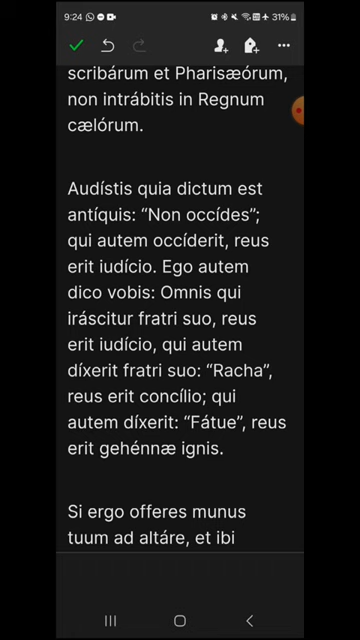 9:24
31%
scribárum et Pharisæórum,
non intrábitis in Regnum
cælórum.
Audístis quia dictum est
antíquis: “Non occídes”;
qui autem occíderit, reus
erit iudício. Ego autem
dico vobis: Omnis qui
iráscitur fratri suo, reus
erit iudício, qui autem
díxerit fratri suo: “Racha”,
reus erit concílio; qui
autem díxerit: “Fátue”, reus
erit gehénnæ ignis.
Si ergo offeres munus
tuum ad altáre, et ibi